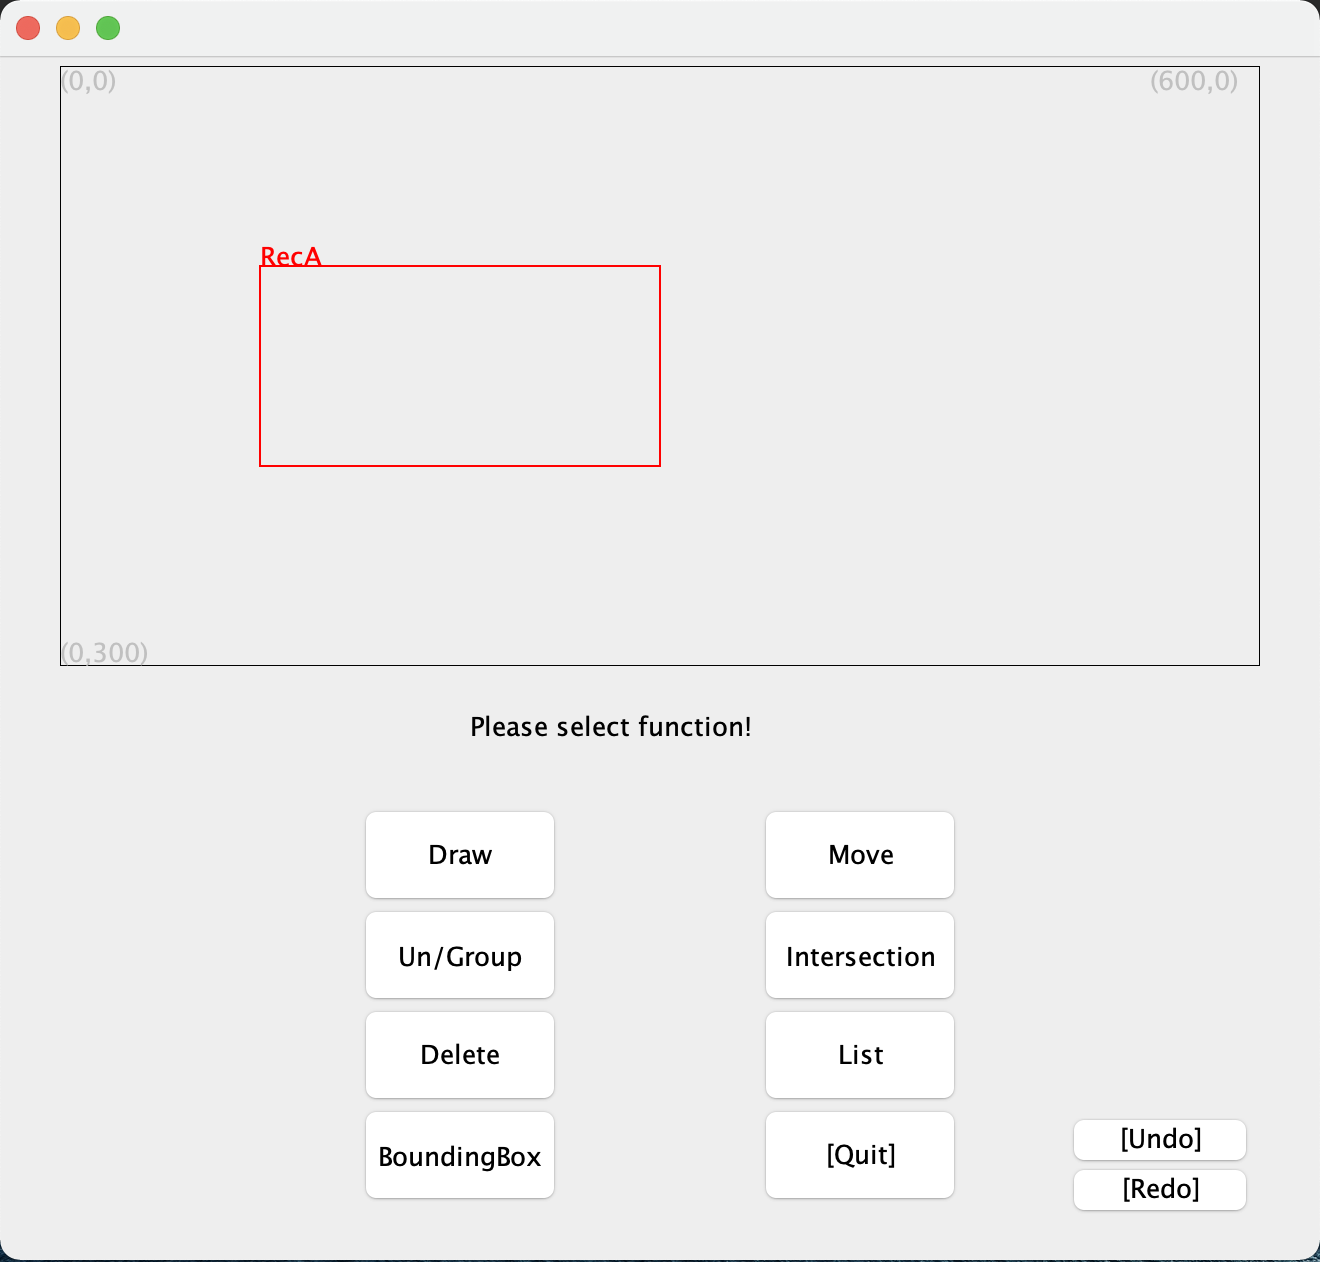 (0,0)
(600,0)
RecA
(0,300)
Please select function!
Draw
Move
Un/Group
Intersection
Delete
List
BoundingBox
[Quit]
[Undo]
[Redo]